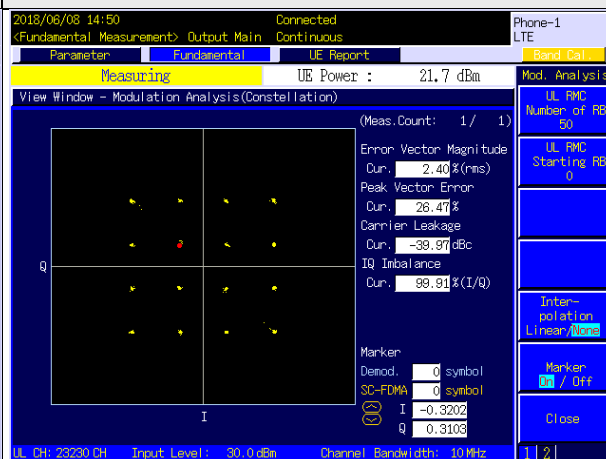 2018/06/08 14:50 Connected Phone-1
<Fundamental Measurement> Output Main Continuous LTE
Parameter Fundamental UE Report Band Cal.
Measuring UE Power : 21.7 dBm Mod. Analysis
View Window - Modulation Analysis(Constellation)
(Meas.Count: 1/ 1)
Error Vector Magnitude
Cur. 2.40 %(rms)
Peak Vector Error
Cur. 26.47 %
Carrier Leakage
Cur. -39.97 dBc
IQ Imbalance
Cur. 99.91 %(I/Q)
Q
I
Marker
Demod. 0 symbol
SC-FDMA 0 symbol
I -0.3202
Q 0.3103
UL RMC
Number of RB
50
UL RMC
Starting RB
0
Inter-
polation
Linear/None
Marker
On / Off
Close
1 2
UL CH: 23230 CH Input Level: 30.0 dBm Channel Bandwidth: 10 MHz